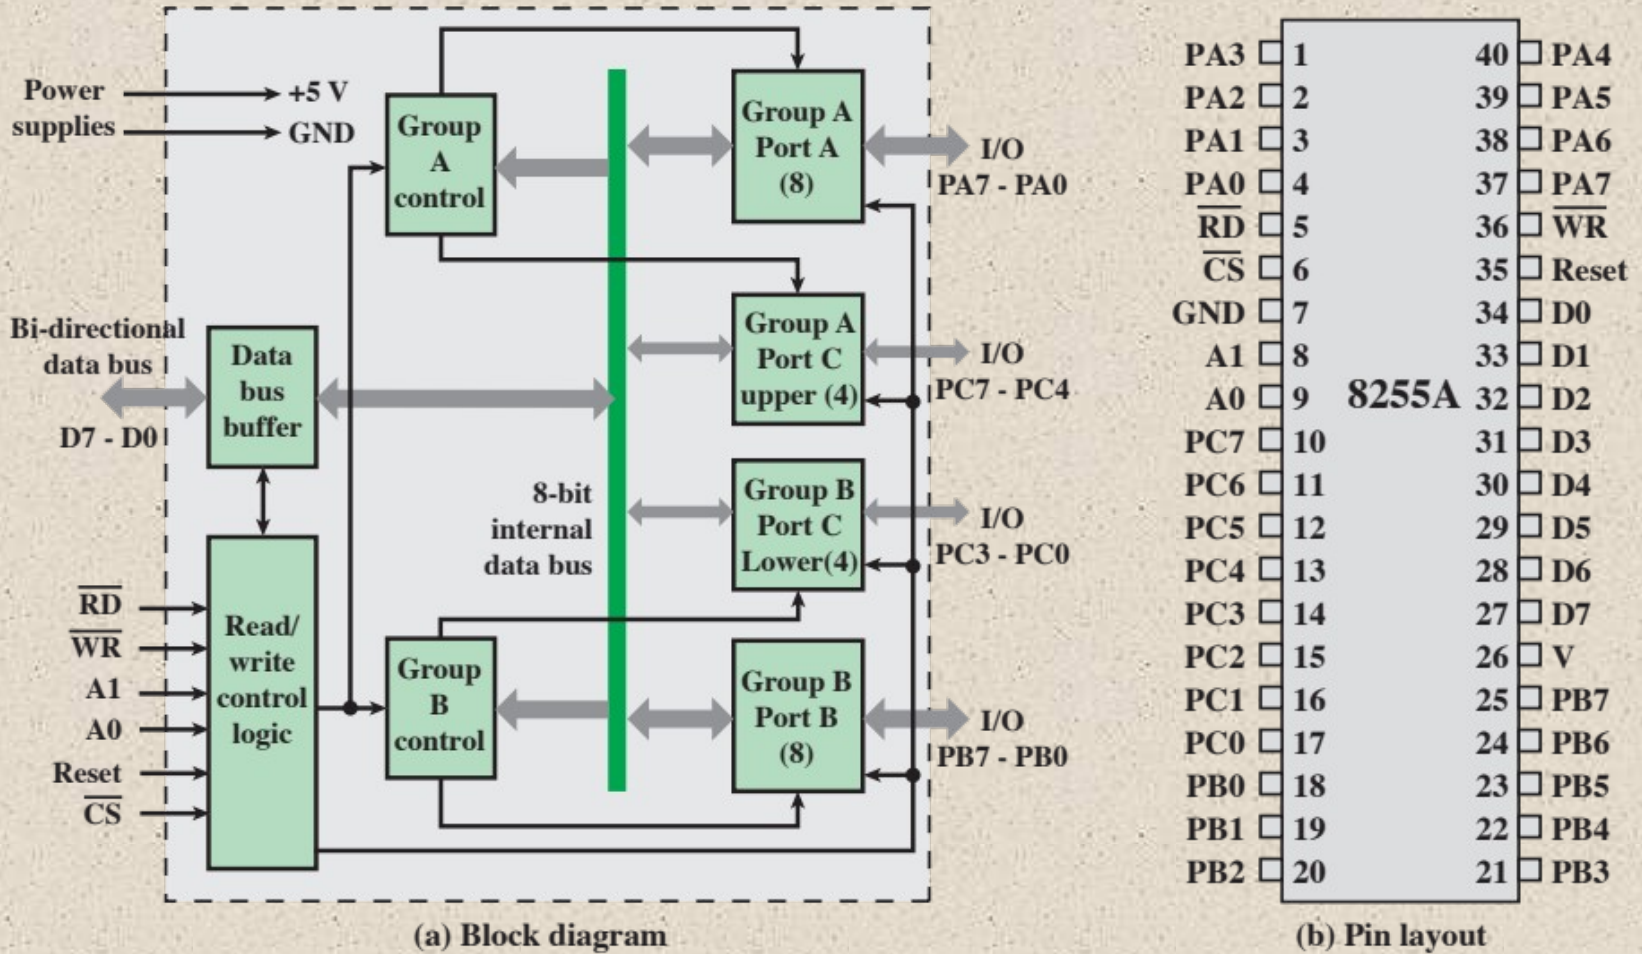 Power
supplies
+5 V
GND
Group
A
control
Group A
Port A
(8)
I/O
PA7 - PA0
Bi-directional
data bus
D7 - D0
Data
bus
buffer
Group A
Port C
upper (4)
I/O
PC7 - PC4
8-bit
internal
data bus
Group B
Port C
Lower(4)
I/O
PC3 - PC0
R̅D̅
W̅R̅
A1
A0
Reset
C̅S̅
Read/
write
control
logic
Group
B
control
Group B
Port B
(8)
I/O
PB7 - PB0
(a) Block diagram
PA3 1 40 PA4
PA2 2 39 PA5
PA1 3 38 PA6
PA0 4 37 PA7
R̅D̅ 5 36 W̅R̅
C̅S̅ 6 35 Reset
GND 7 34 D0
A1 8 33 D1
A0 9 8255A 32 D2
PC7 10 31 D3
PC6 11 30 D4
PC5 12 29 D5
PC4 13 28 D6
PC3 14 27 D7
PC2 15 26 V
PC1 16 25 PB7
PC0 17 24 PB6
PB0 18 23 PB5
PB1 19 22 PB4
PB2 20 21 PB3
(b) Pin layout